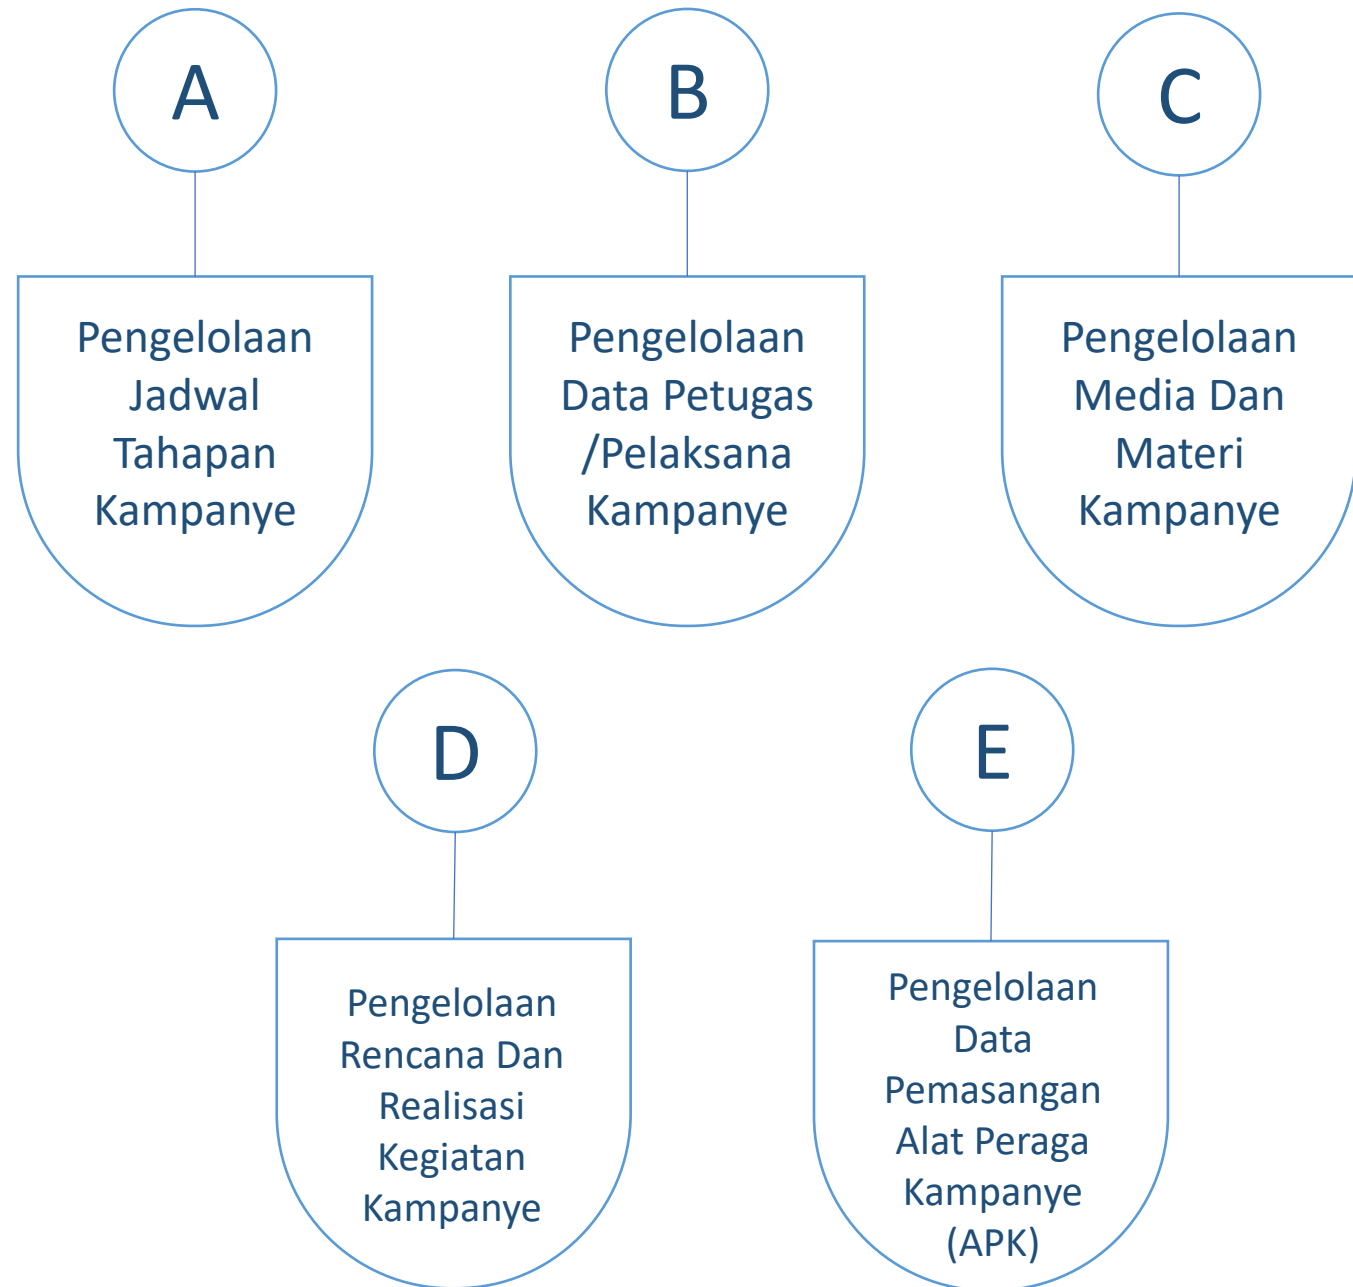 A
Pengelolaan
Jadwal
Tahapan
Kampanye
B
Pengelolaan
Data Petugas
/Pelaksana
Kampanye
C
Pengelolaan
Media Dan
Materi
Kampanye
D
Pengelolaan
Rencana Dan
Realisasi
Kegiatan
Kampanye
E
Pengelolaan
Data
Pemasangan
Alat Peraga
Kampanye
(APK)